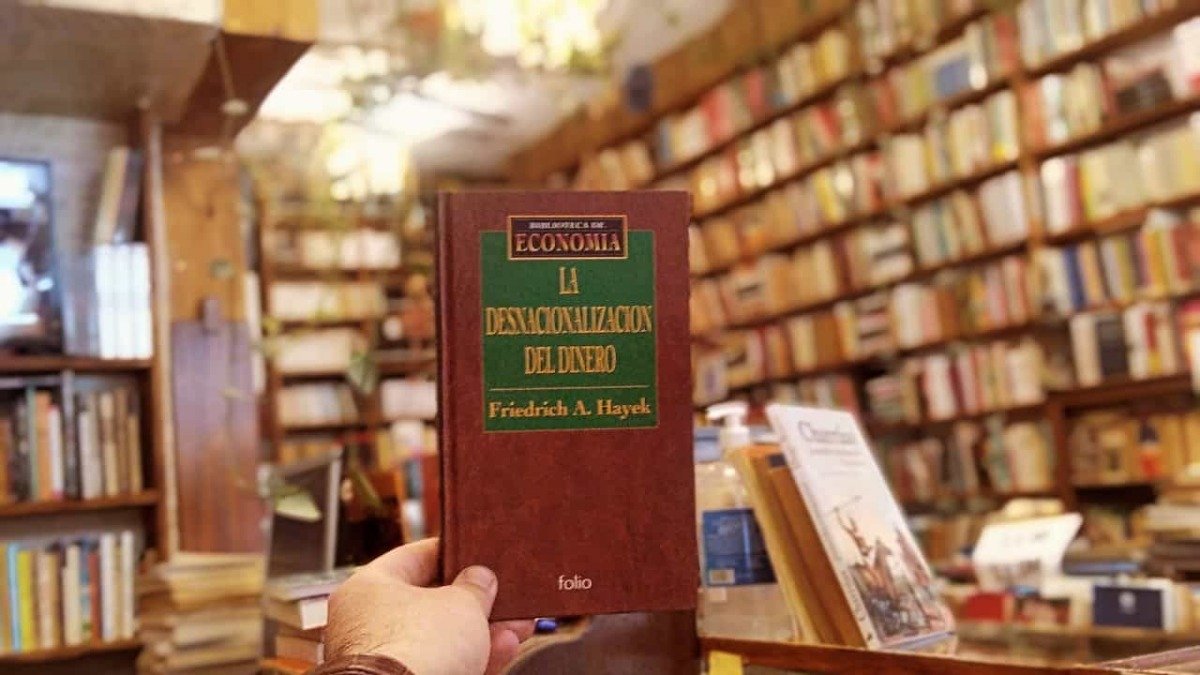 BIBLIOTECA DE
ECONOMIA
LA
DESNACIONALIZACION
DEL DINERO
Friedrich A. Hayek
folio